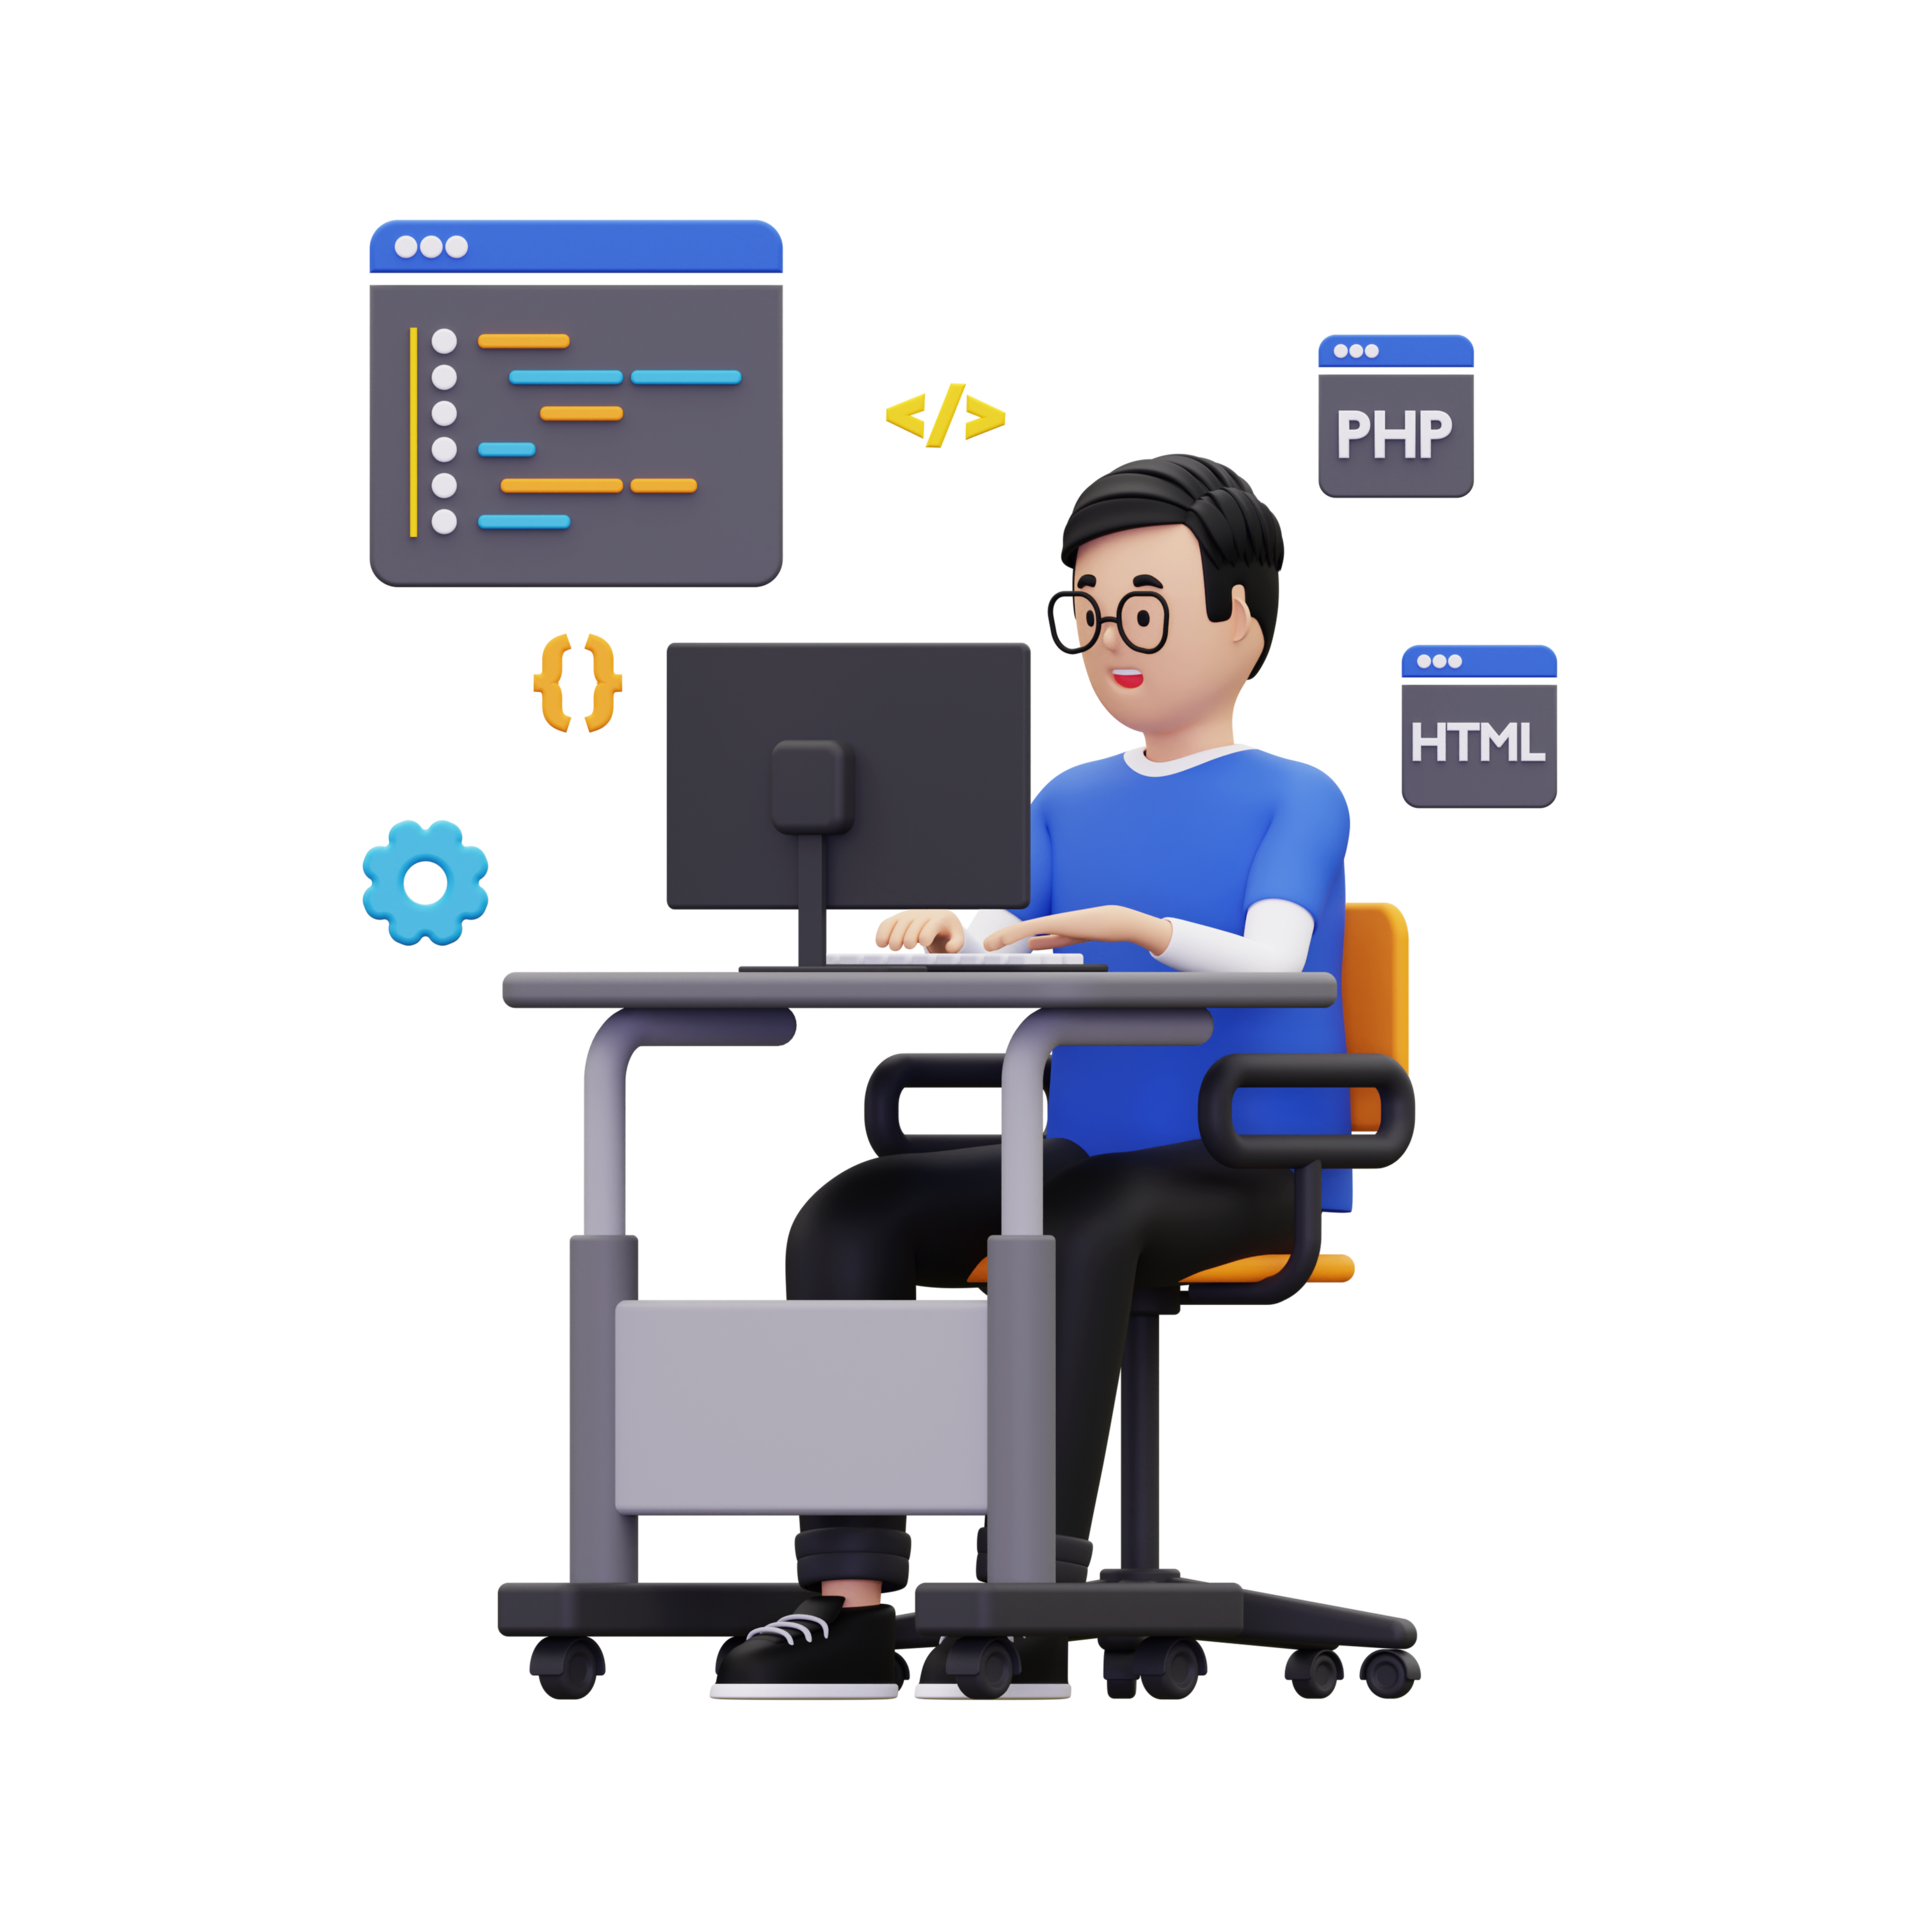 </>
PHP
{ }
HTML